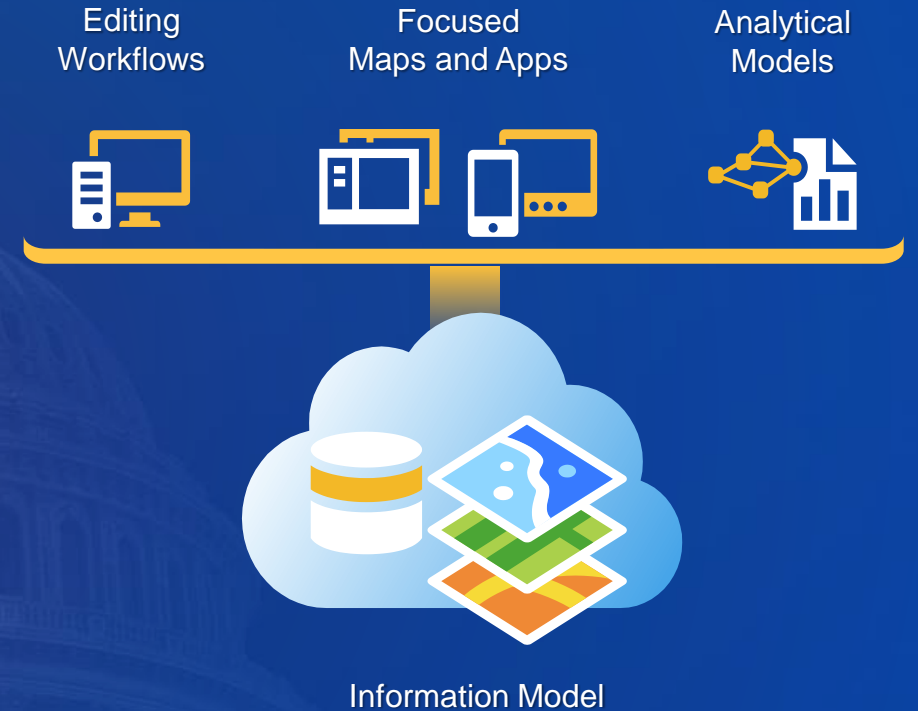 Editing
Workflows
Focused
Maps and Apps
Analytical
Models
Information Model